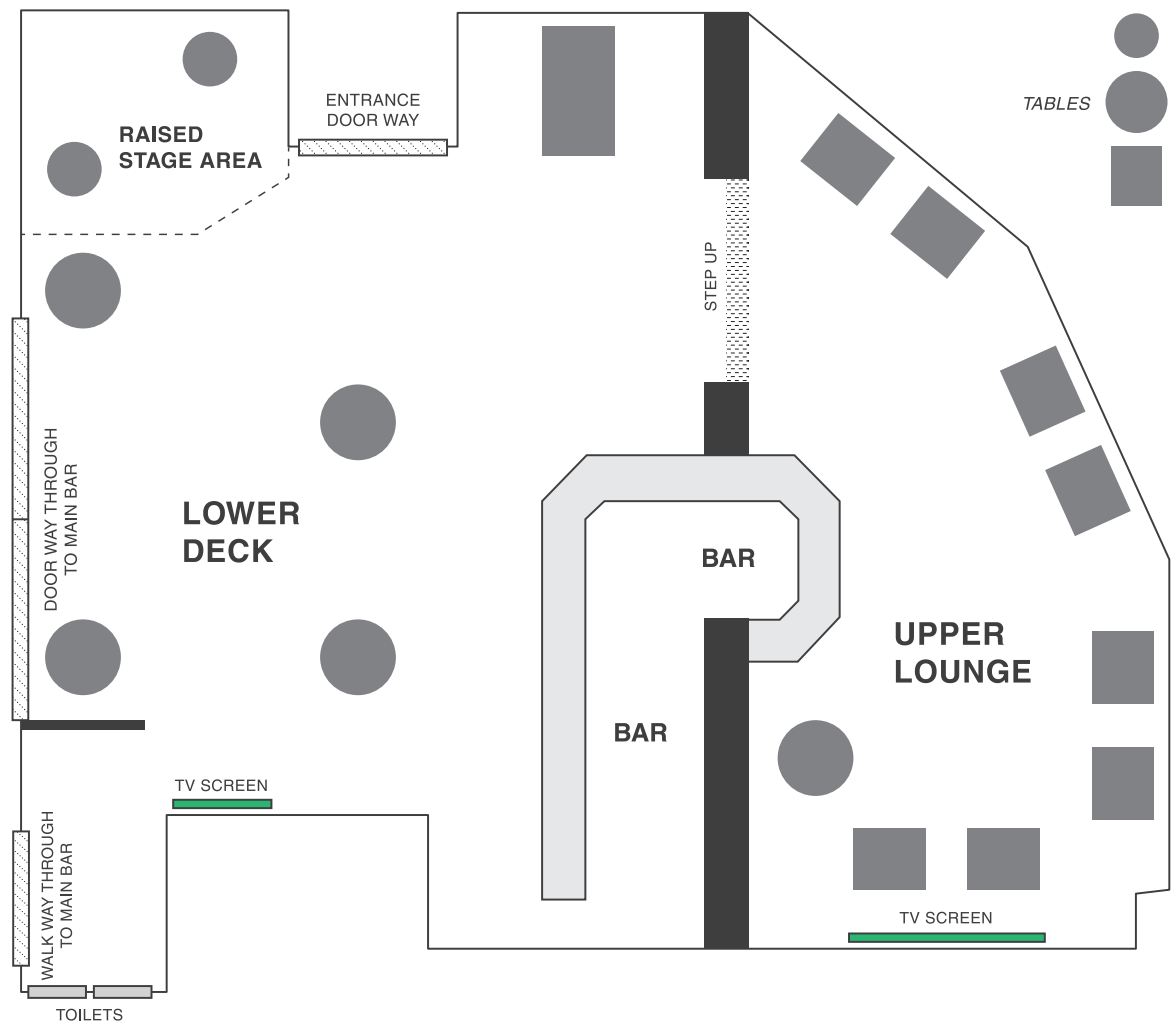 ENTRANCE
DOOR WAY
TABLES
RAISED
STAGE AREA
STEP UP
DOOR WAY THROUGH
TO MAIN BAR
LOWER
DECK
BAR
UPPER
LOUNGE
BAR
TV SCREEN
WALK WAY THROUGH
TO MAIN BAR
TV SCREEN
TOILETS